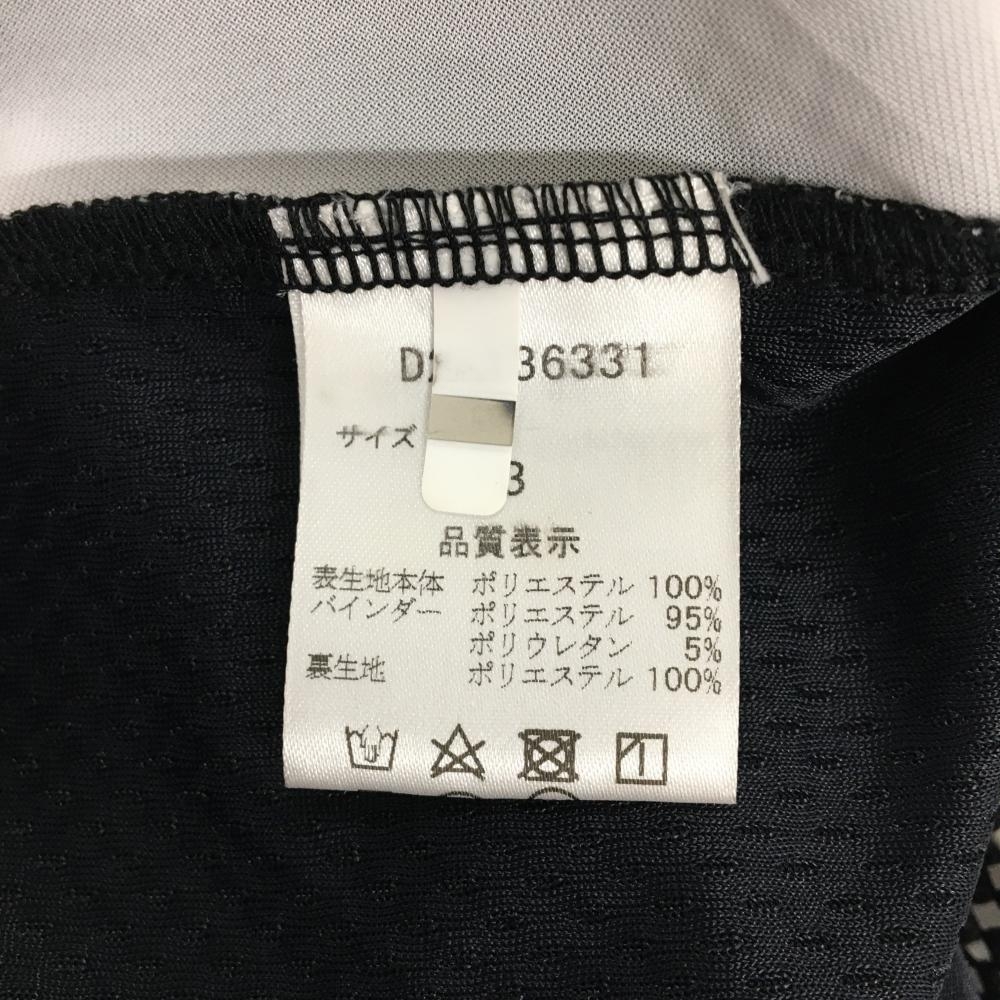 36331
サイズ
品質表示
表生地本体 ポリエステル 100%
バインダー ポリエステル 95%
ポリウレタン 5%
裏生地 ポリエステル 100%